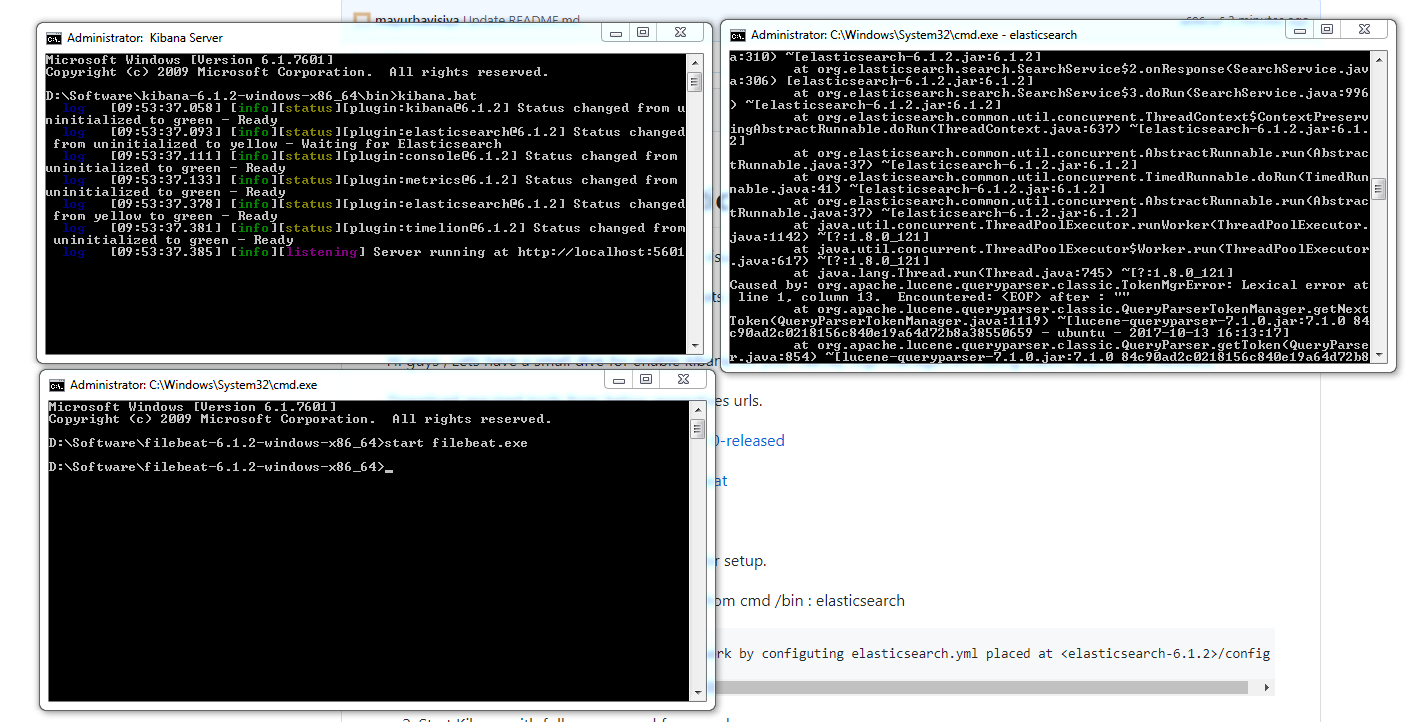 mayurhavisiya Update README.md
Administrator: Kibana Server
Microsoft Windows [Version 6.1.7601]
Copyright (c) 2009 Microsoft Corporation.  All rights reserved.
D:\Software\kibana-6.1.2-windows-x86_64\bin>kibana.bat
log   [09:53:37.058] [info][status][plugin:kibana@6.1.2] Status changed from u
ninitialized to green - Ready
log   [09:53:37.093] [info][status][plugin:elasticsearch@6.1.2] Status changed
from uninitialized to yellow - Waiting for Elasticsearch
log   [09:53:37.111] [info][status][plugin:console@6.1.2] Status changed from
uninitialized to green - Ready
log   [09:53:37.133] [info][status][plugin:metrics@6.1.2] Status changed from
uninitialized to green - Ready
log   [09:53:37.378] [info][status][plugin:elasticsearch@6.1.2] Status changed
from yellow to green - Ready
log   [09:53:37.381] [info][status][plugin:timelion@6.1.2] Status changed from
uninitialized to green - Ready
log   [09:53:37.385] [info][listening] Server running at http://localhost:5601
Administrator: C:\Windows\System32\cmd.exe - elasticsearch
a:310) ~[elasticsearch-6.1.2.jar:6.1.2]
at org.elasticsearch.search.SearchService$2.onResponse(SearchService.jav
a:306) [elasticsearch-6.1.2.jar:6.1.2]
at org.elasticsearch.search.SearchService$3.doRun(SearchService.java:996
) ~[elasticsearch-6.1.2.jar:6.1.2]
at org.elasticsearch.common.util.concurrent.ThreadContext$ContextPreserv
ingAbstractRunnable.doRun(ThreadContext.java:637) ~[elasticsearch-6.1.2.jar:6.1.
2]
at org.elasticsearch.common.util.concurrent.AbstractRunnable.run(Abstrac
tRunnable.java:37) ~[elasticsearch-6.1.2.jar:6.1.2]
at org.elasticsearch.common.util.concurrent.TimedRunnable.doRun(TimedRun
nable.java:41) ~[elasticsearch-6.1.2.jar:6.1.2]
at org.elasticsearch.common.util.concurrent.AbstractRunnable.run(Abstrac
tRunnable.java:37) ~[elasticsearch-6.1.2.jar:6.1.2]
at java.util.concurrent.ThreadPoolExecutor.runWorker(ThreadPoolExecutor.
java:1142) ~[?:1.8.0_121]
at java.util.concurrent.ThreadPoolExecutor$Worker.run(ThreadPoolExecutor
.java:617) ~[?:1.8.0_121]
at java.lang.Thread.run(Thread.java:745) ~[?:1.8.0_121]
Caused by: org.apache.lucene.queryparser.classic.TokenMgrError: Lexical error at
line 1, column 13.  Encountered: <EOF> after : ""
at org.apache.lucene.queryparser.classic.QueryParserTokenManager.getNext
Token(QueryParserTokenManager.java:1119) ~[lucene-queryparser-7.1.0.jar:7.1.0 84
c90ad2c0218156c840e19a64d72b8a38550659 - ubuntu - 2017-10-13 16:13:17]
at org.apache.lucene.queryparser.classic.QueryParser.getToken(QueryParse
r.java:854) ~[lucene-queryparser-7.1.0.jar:7.1.0 84c90ad2c0218156c840e19a64d72b8
Administrator: C:\Windows\System32\cmd.exe
Microsoft Windows [Version 6.1.7601]
Copyright (c) 2009 Microsoft Corporation.  All rights reserved.
D:\Software\filebeat-6.1.2-windows-x86_64>start filebeat.exe
D:\Software\filebeat-6.1.2-windows-x86_64>_
es urls.
0-released
at
r setup.
om cmd /bin : elasticsearch
rk by configuting elasticsearch.yml placed at <elasticsearch-6.1.2>/config